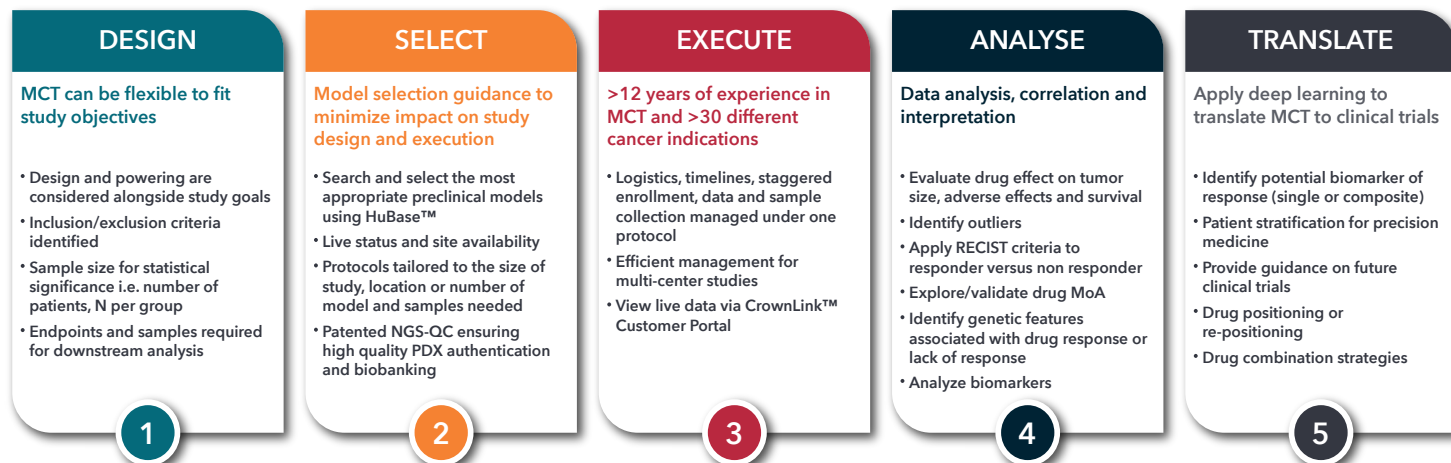 DESIGN
MCT can be flexible to fit
study objectives
• Design and powering are
considered alongside study goals
• Inclusion/exclusion criteria
identified
• Sample size for statistical
significance i.e. number of
patients, N per group
• Endpoints and samples required
for downstream analysis
1
SELECT
Model selection guidance to
minimize impact on study
design and execution
• Search and select the most
appropriate preclinical models
using HuBase™
• Live status and site availability
• Protocols tailored to the size of
study, location or number of
model and samples needed
• Patented NGS-QC ensuring
high quality PDX authentication
and biobanking
2
EXECUTE
>12 years of experience in
MCT and >30 different
cancer indications
• Logistics, timelines, staggered
enrollment, data and sample
collection managed under one
protocol
• Efficient management for
multi-center studies
• View live data via CrownLink™
Customer Portal
3
ANALYSE
Data analysis, correlation and
interpretation
• Evaluate drug effect on tumor
size, adverse effects and survival
• Identify outliers
• Apply RECIST criteria to
responder versus non responder
• Explore/validate drug MoA
• Identify genetic features
associated with drug response or
lack of response
• Analyze biomarkers
4
TRANSLATE
Apply deep learning to
translate MCT to clinical trials
• Identify potential biomarker of
response (single or composite)
• Patient stratification for precision
medicine
• Provide guidance on future
clinical trials
• Drug positioning or
re-positioning
• Drug combination strategies
5